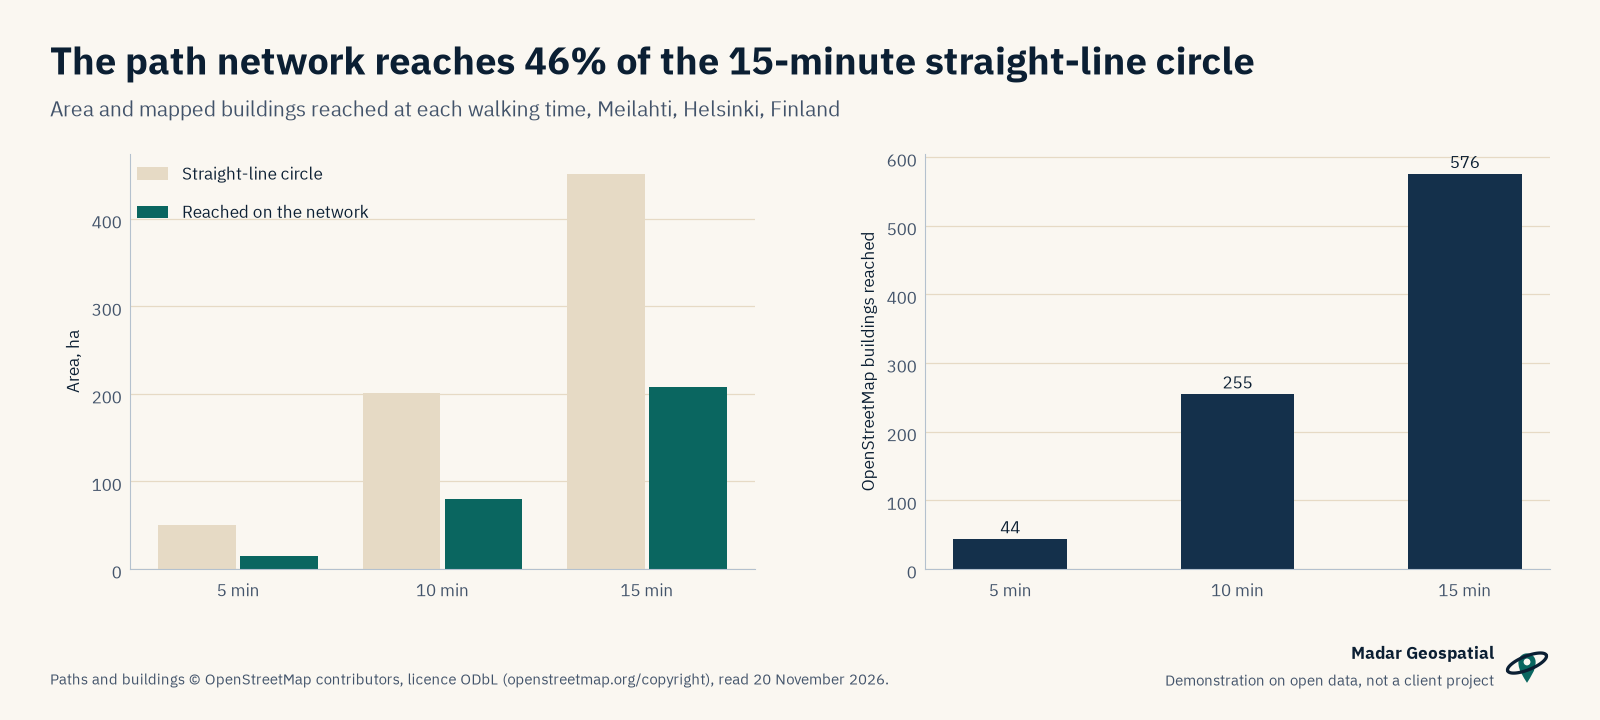 The path network reaches 46% of the 15-minute straight-line circle
Area and mapped buildings reached at each walking time, Meilahti, Helsinki, Finland
Straight-line circle
Reached on the network
Area, ha
400
300
200
100
0
5 min
10 min
15 min
OpenStreetMap buildings reached
600
500
400
300
200
100
0
44
255
576
5 min
10 min
15 min
Paths and buildings © OpenStreetMap contributors, licence ODbL (openstreetmap.org/copyright), read 20 November 2026.
Madar Geospatial
Demonstration on open data, not a client project